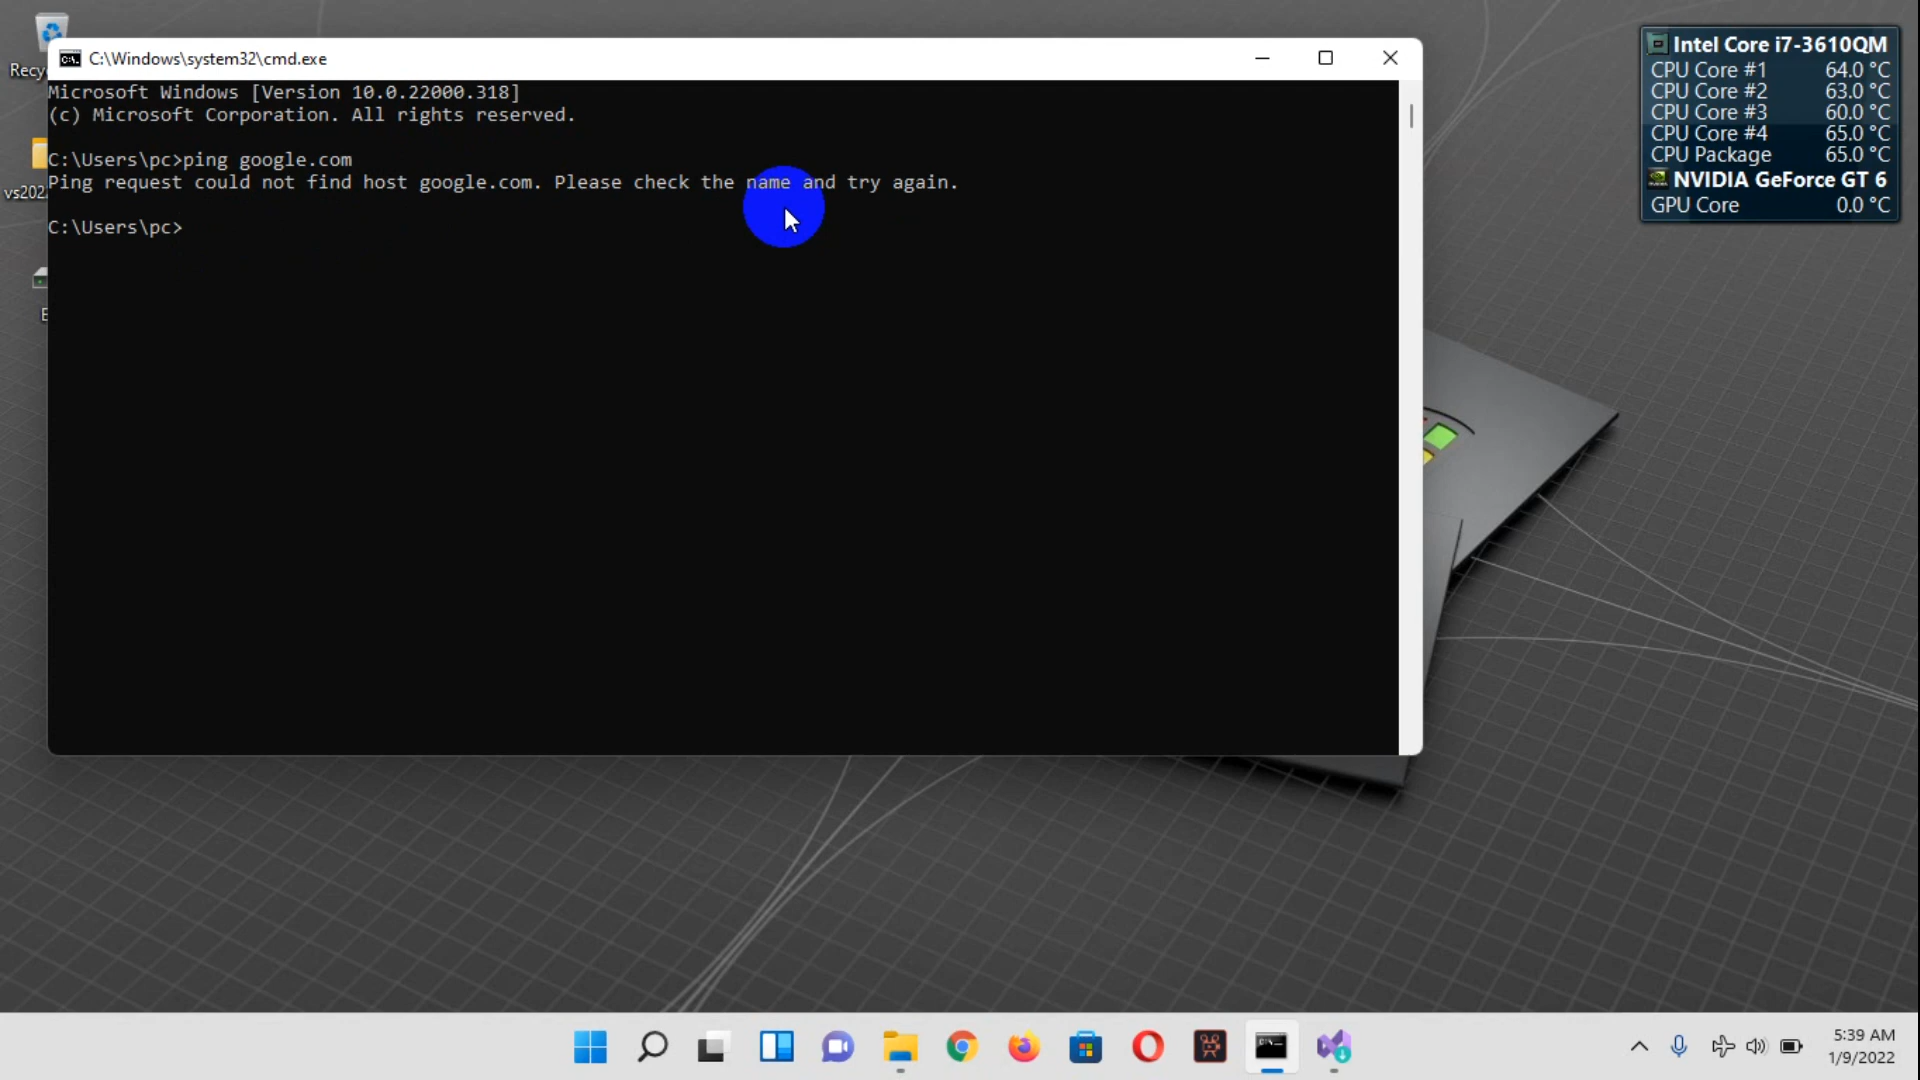 Recy
C:\Windows\system32\cmd.exe
Microsoft Windows [Version 10.0.22000.318]
(c) Microsoft Corporation. All rights reserved.
C:\Users\pc>ping google.com
Ping request could not find host google.com. Please check the name and try again.
C:\Users\pc>
vs202
E
Intel Core i7-3610QM
CPU Core #1 64.0 °C
CPU Core #2 63.0 °C
CPU Core #3 60.0 °C
CPU Core #4 65.0 °C
CPU Package 65.0 °C
NVIDIA GeForce GT 6
GPU Core 0.0 °C
5:39 AM
1/9/2022